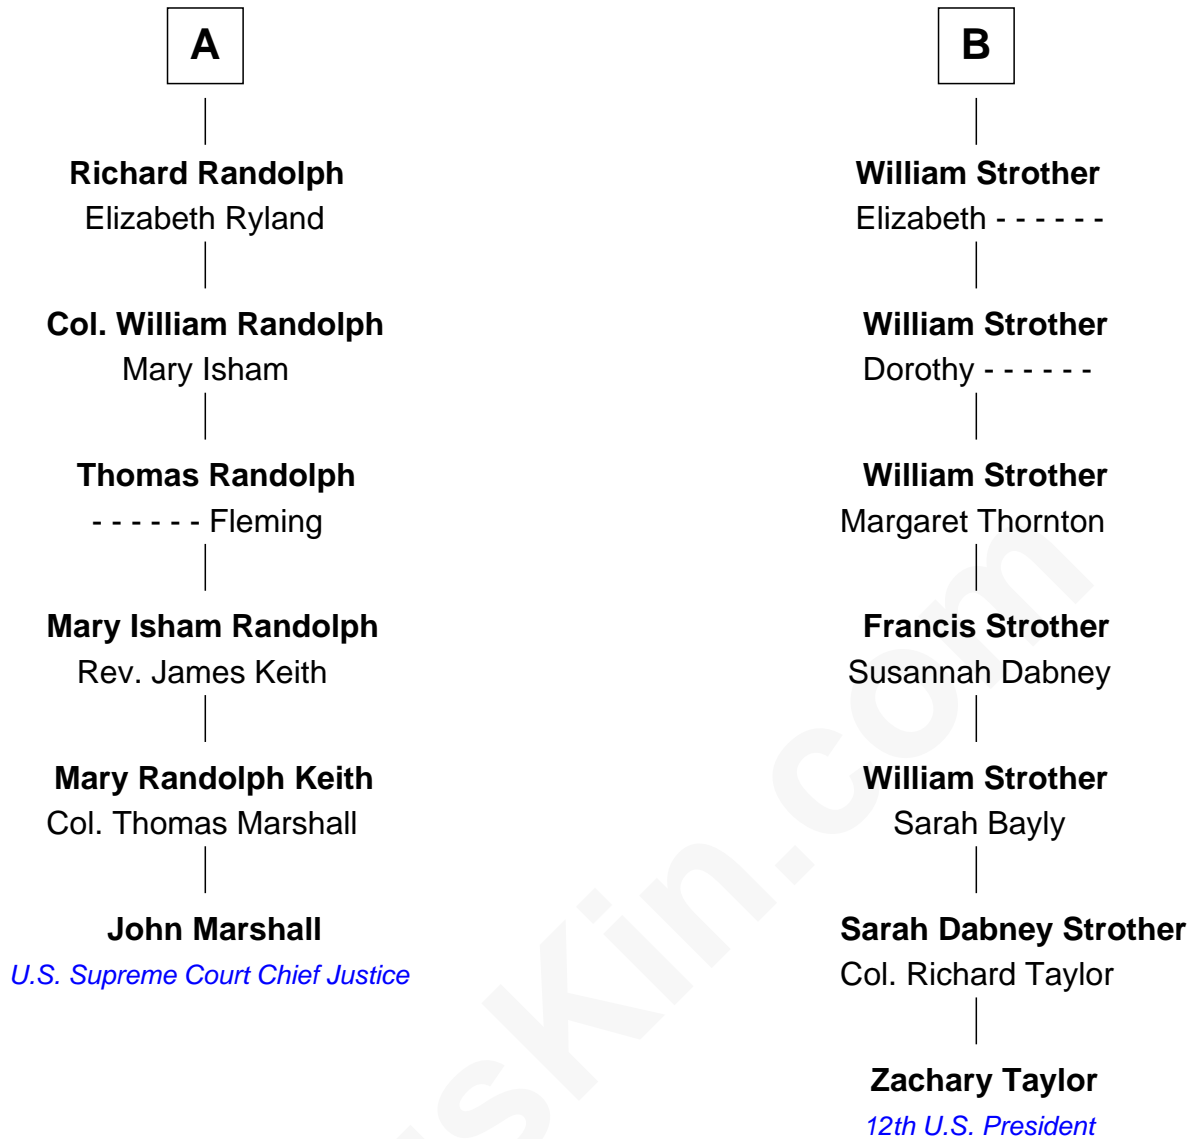 A
Richard Randolph
Elizabeth Ryland
Col. William Randolph
Mary Isham
Thomas Randolph
- - - - - - Fleming
Mary Isham Randolph
Rev. James Keith
Mary Randolph Keith
Col. Thomas Marshall
John Marshall
U.S. Supreme Court Chief Justice
B
William Strother
Elizabeth - - - - - -
William Strother
Dorothy - - - - - -
William Strother
Margaret Thornton
Francis Strother
Susannah Dabney
William Strother
Sarah Bayly
Sarah Dabney Strother
Col. Richard Taylor
Zachary Taylor
12th U.S. President